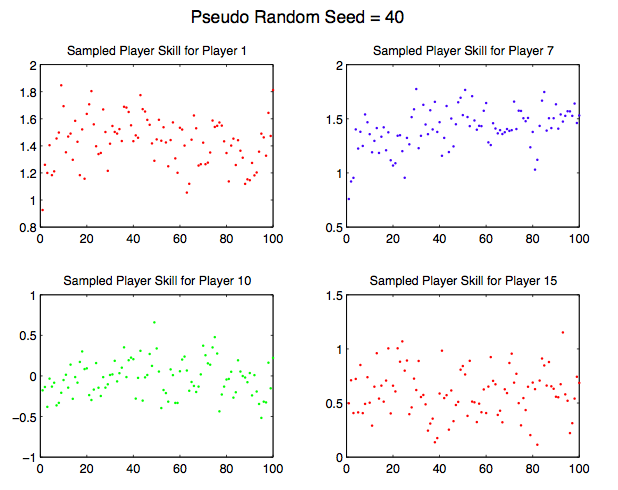 Pseudo Random Seed = 40
Sampled Player Skill for Player 1
2
1.8
1.6
1.4
1.2
1
0.8
0 20 40 60 80 100
Sampled Player Skill for Player 7
2
1.5
1
0.5
0 20 40 60 80 100
Sampled Player Skill for Player 10
1
0.5
0
−0.5
−1
0 20 40 60 80 100
Sampled Player Skill for Player 15
1.5
1
0.5
0
0 20 40 60 80 100